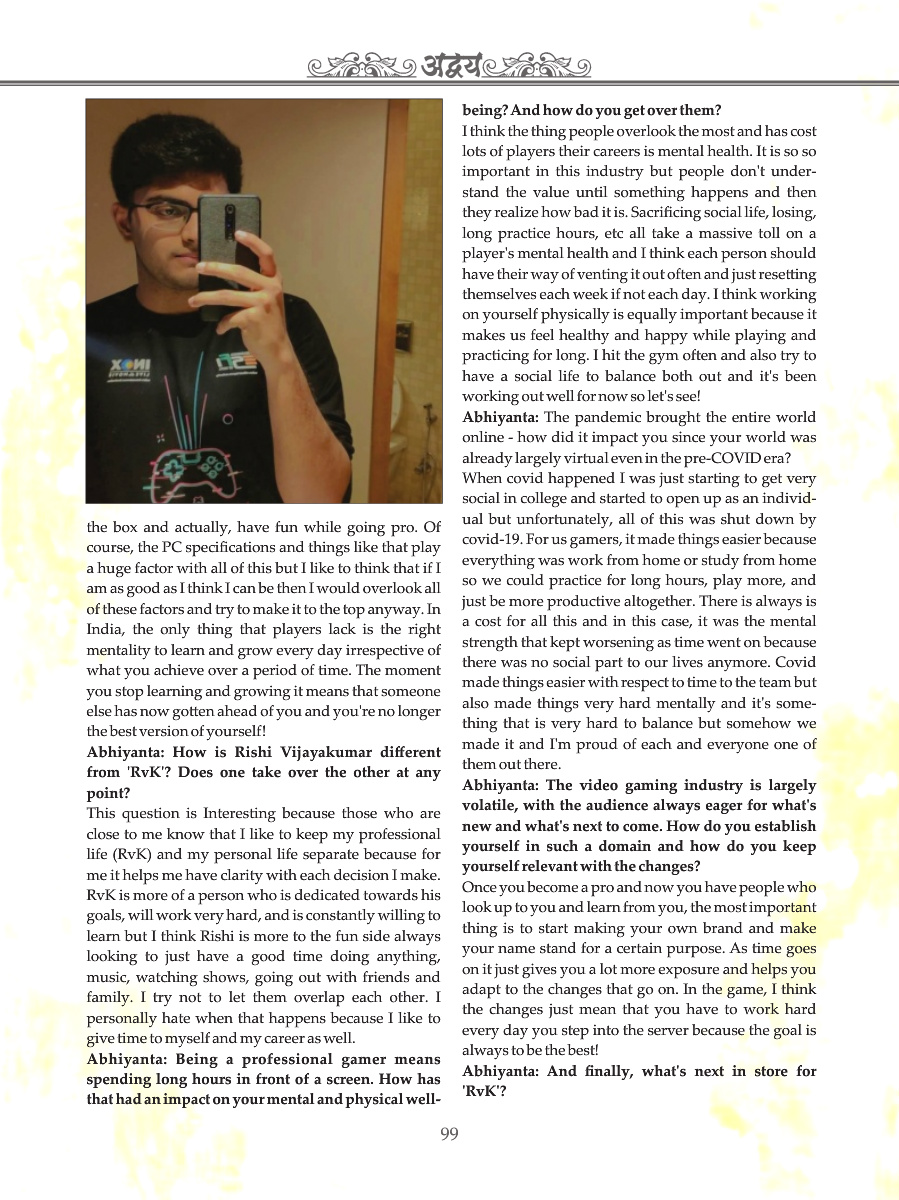 अद्वय
XONI
the box and actually, have fun while going pro. Of
course, the PC specifications and things like that play
a huge factor with all of this but I like to think that if I
am as good as I think I can be then I would overlook all
of these factors and try to make it to the top anyway. In
India, the only thing that players lack is the right
mentality to learn and grow every day irrespective of
what you achieve over a period of time. The moment
you stop learning and growing it means that someone
else has now gotten ahead of you and you're no longer
the best version of yourself!
Abhiyanta: How is Rishi Vijayakumar different
from 'RvK'? Does one take over the other at any
point?
This question is Interesting because those who are
close to me know that I like to keep my professional
life (RvK) and my personal life separate because for
me it helps me have clarity with each decision I make.
RvK is more of a person who is dedicated towards his
goals, will work very hard, and is constantly willing to
learn but I think Rishi is more to the fun side always
looking to just have a good time doing anything,
music, watching shows, going out with friends and
family. I try not to let them overlap each other. I
personally hate when that happens because I like to
give time to myself and my career as well.
Abhiyanta: Being a professional gamer means
spending long hours in front of a screen. How has
that had an impact on your mental and physical well-
being? And how do you get over them?
I think the thing people overlook the most and has cost
lots of players their careers is mental health. It is so so
important in this industry but people don't under-
stand the value until something happens and then
they realize how bad it is. Sacrificing social life, losing,
long practice hours, etc all take a massive toll on a
player's mental health and I think each person should
have their way of venting it out often and just resetting
themselves each week if not each day. I think working
on yourself physically is equally important because it
makes us feel healthy and happy while playing and
practicing for long. I hit the gym often and also try to
have a social life to balance both out and it's been
working out well for now so let's see!
Abhiyanta: The pandemic brought the entire world
online - how did it impact you since your world was
already largely virtual even in the pre-COVID era?
When covid happened I was just starting to get very
social in college and started to open up as an individ-
ual but unfortunately, all of this was shut down by
covid-19. For us gamers, it made things easier because
everything was work from home or study from home
so we could practice for long hours, play more, and
just be more productive altogether. There is always is
a cost for all this and in this case, it was the mental
strength that kept worsening as time went on because
there was no social part to our lives anymore. Covid
made things easier with respect to time to the team but
also made things very hard mentally and it's some-
thing that is very hard to balance but somehow we
made it and I'm proud of each and everyone one of
them out there.
Abhiyanta: The video gaming industry is largely
volatile, with the audience always eager for what's
new and what's next to come. How do you establish
yourself in such a domain and how do you keep
yourself relevant with the changes?
Once you become a pro and now you have people who
look up to you and learn from you, the most important
thing is to start making your own brand and make
your name stand for a certain purpose. As time goes
on it just gives you a lot more exposure and helps you
adapt to the changes that go on. In the game, I think
the changes just mean that you have to work hard
every day you step into the server because the goal is
always to be the best!
Abhiyanta: And finally, what's next in store for
'RvK'?
99